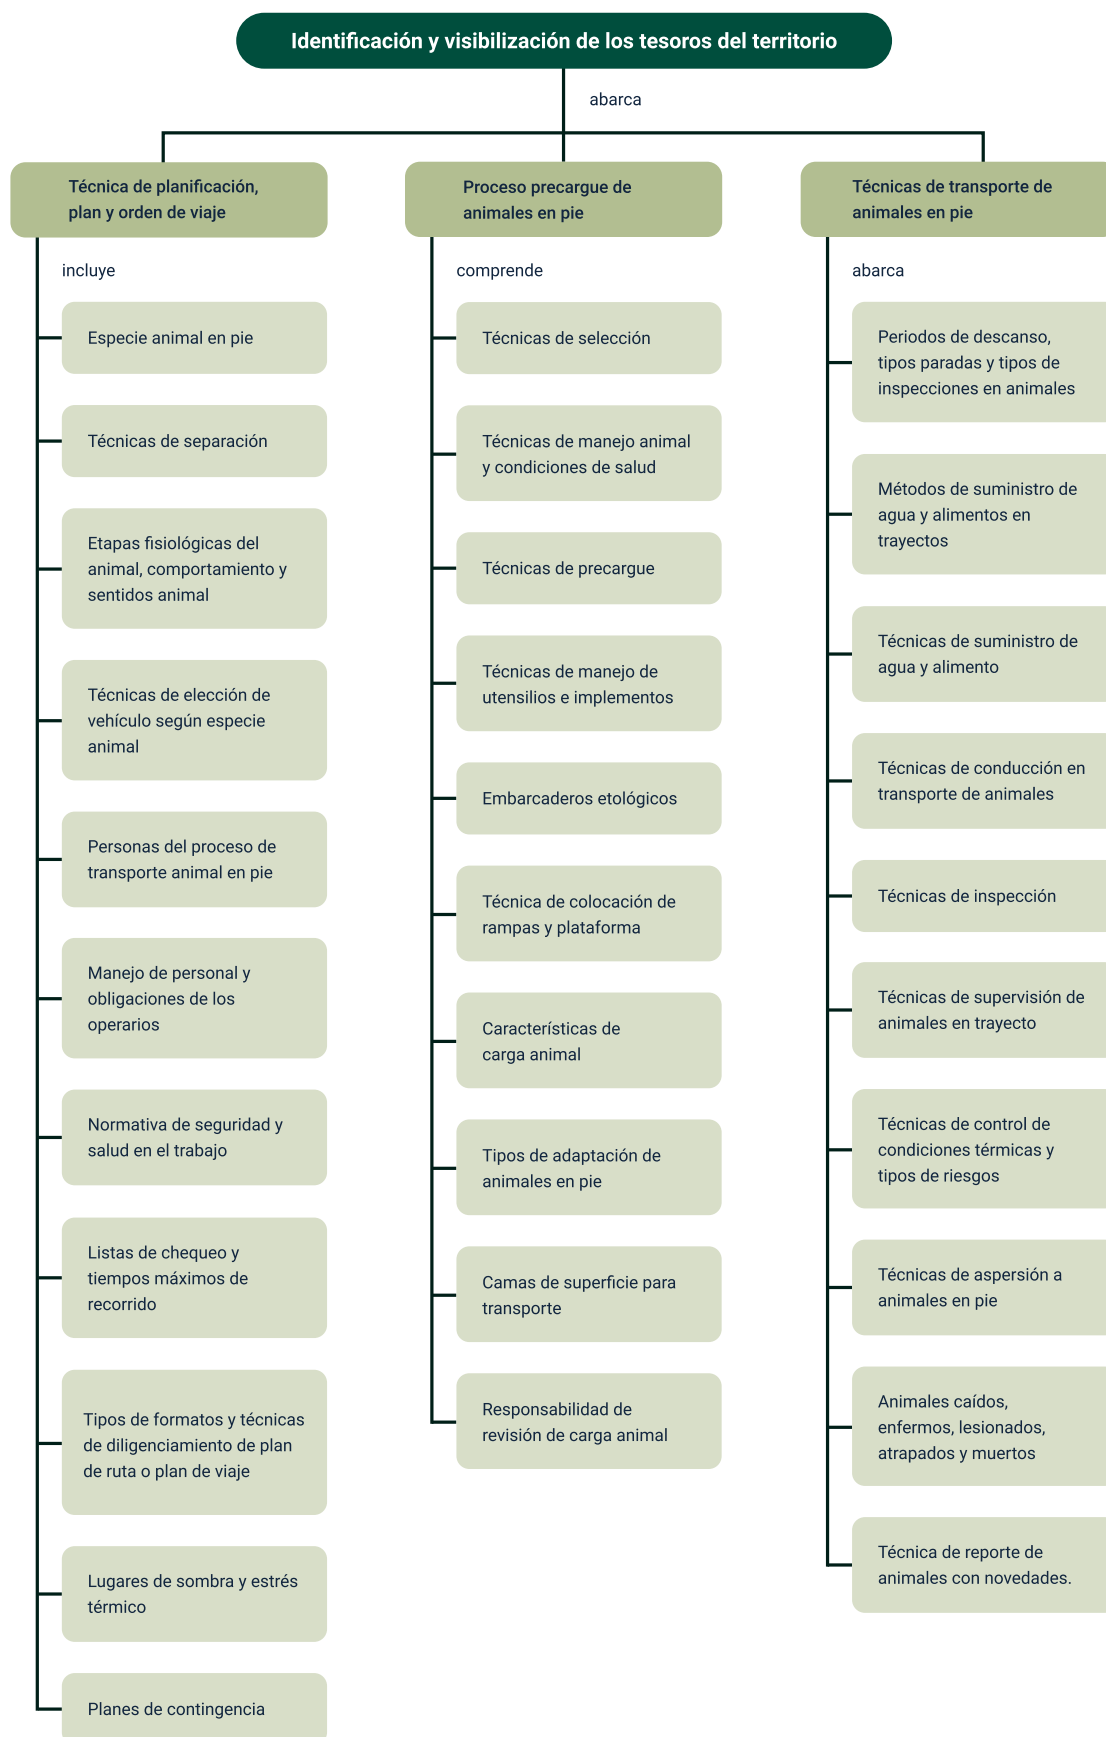 Identificación y visibilización de los tesoros del territorio
abarca
Técnica de planificación,
plan y orden de viaje
incluye
Especie animal en pie
Técnicas de separación
Etapas fisiológicas del
animal, comportamiento y
sentidos animal
Técnicas de elección de
vehículo según especie
animal
Personas del proceso de
transporte animal en pie
Manejo de personal y
obligaciones de los
operarios
Normativa de seguridad y
salud en el trabajo
Listas de chequeo y
tiempos máximos de
recorrido
Tipos de formatos y técnicas
de diligenciamiento de plan
de ruta o plan de viaje
Lugares de sombra y estrés
térmico
Planes de contingencia
Proceso precargue de
animales en pie
comprende
Técnicas de selección
Técnicas de manejo animal
y condiciones de salud
Técnicas de precargue
Técnicas de manejo de
utensilios e implementos
Embarcaderos etológicos
Técnica de colocación de
rampas y plataforma
Características de
carga animal
Tipos de adaptación de
animales en pie
Camas de superficie para
transporte
Responsabilidad de
revisión de carga animal
Técnicas de transporte de
animales en pie
abarca
Periodos de descanso,
tipos paradas y tipos de
inspecciones en animales
Métodos de suministro de
agua y alimentos en
trayectos
Técnicas de suministro de
agua y alimento
Técnicas de conducción en
transporte de animales
Técnicas de inspección
Técnicas de supervisión de
animales en trayecto
Técnicas de control de
condiciones térmicas y
tipos de riesgos
Técnicas de aspersión a
animales en pie
Animales caídos,
enfermos, lesionados,
atrapados y muertos
Técnica de reporte de
animales con novedades.